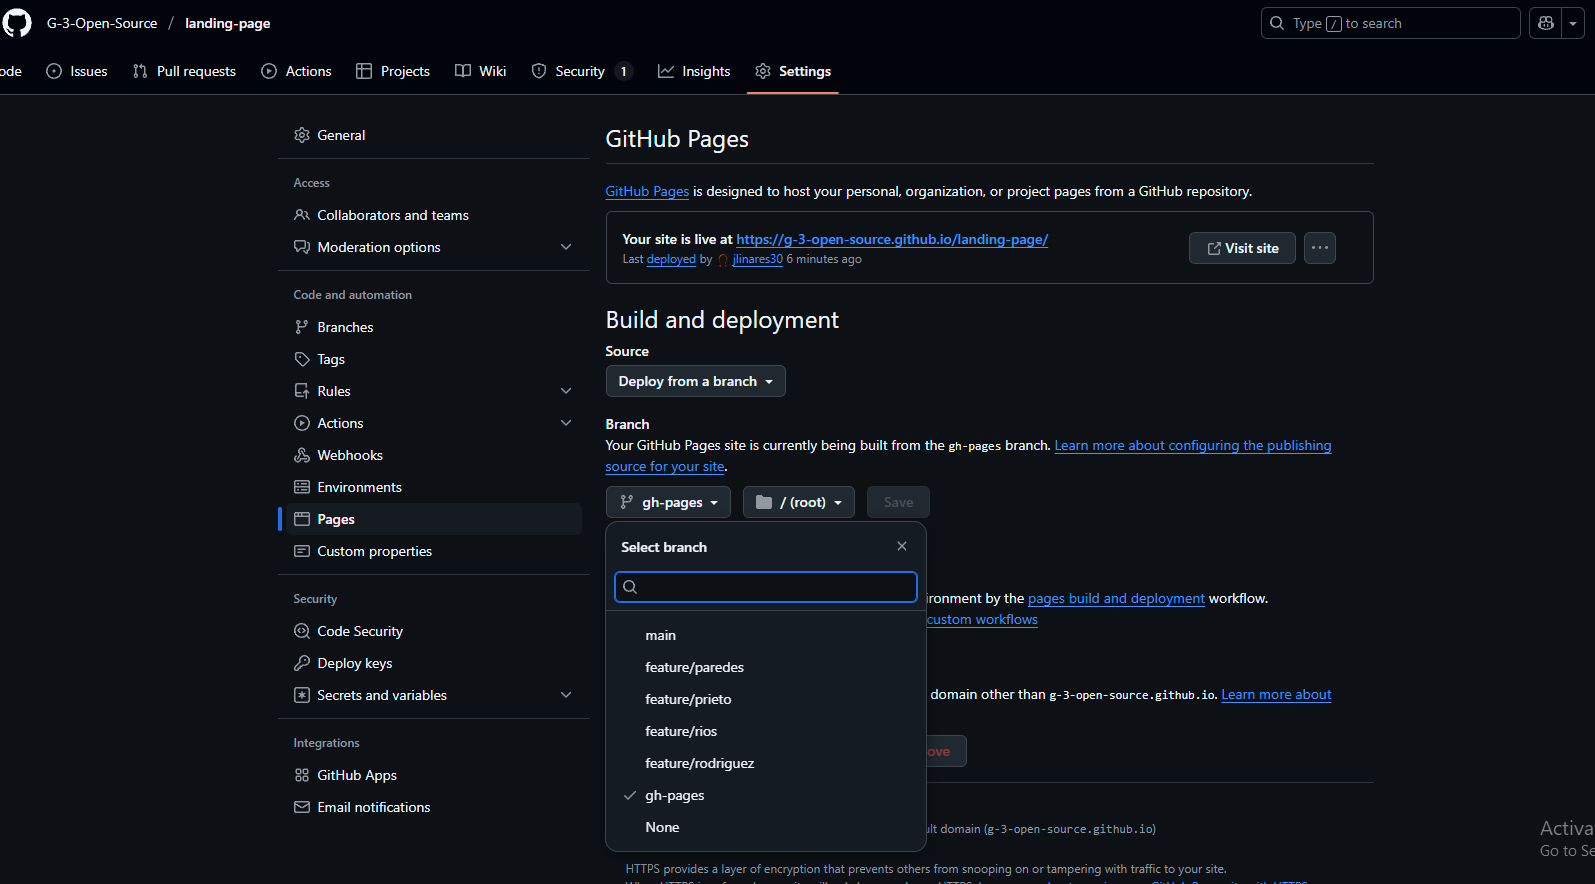 G-3-Open-Source / landing-page
Type / to search
ode Issues Pull requests Actions Projects Wiki Security 1 Insights Settings
General
Access
Collaborators and teams
Moderation options
Code and automation
Branches
Tags
Rules
Actions
Webhooks
Environments
Pages
Custom properties
Security
Code Security
Deploy keys
Secrets and variables
Integrations
GitHub Apps
Email notifications
GitHub Pages
GitHub Pages is designed to host your personal, organization, or project pages from a GitHub repository.
Your site is live at https://g-3-open-source.github.io/landing-page/
Last deployed by jlinares30 6 minutes ago
Visit site
Build and deployment
Source
Deploy from a branch
Branch
Your GitHub Pages site is currently being built from the gh-pages branch. Learn more about configuring the publishing
source for your site.
gh-pages / (root) Save
Select branch
main
feature/paredes
feature/prieto
feature/rios
feature/rodriguez
gh-pages
None
ironment by the pages build and deployment workflow.
custom workflows
domain other than g-3-open-source.github.io. Learn more about
ove
ult domain (g-3-open-source.github.io)
HTTPS provides a layer of encryption that prevents others from snooping on or tampering with traffic to your site.
Activa
Go to Se